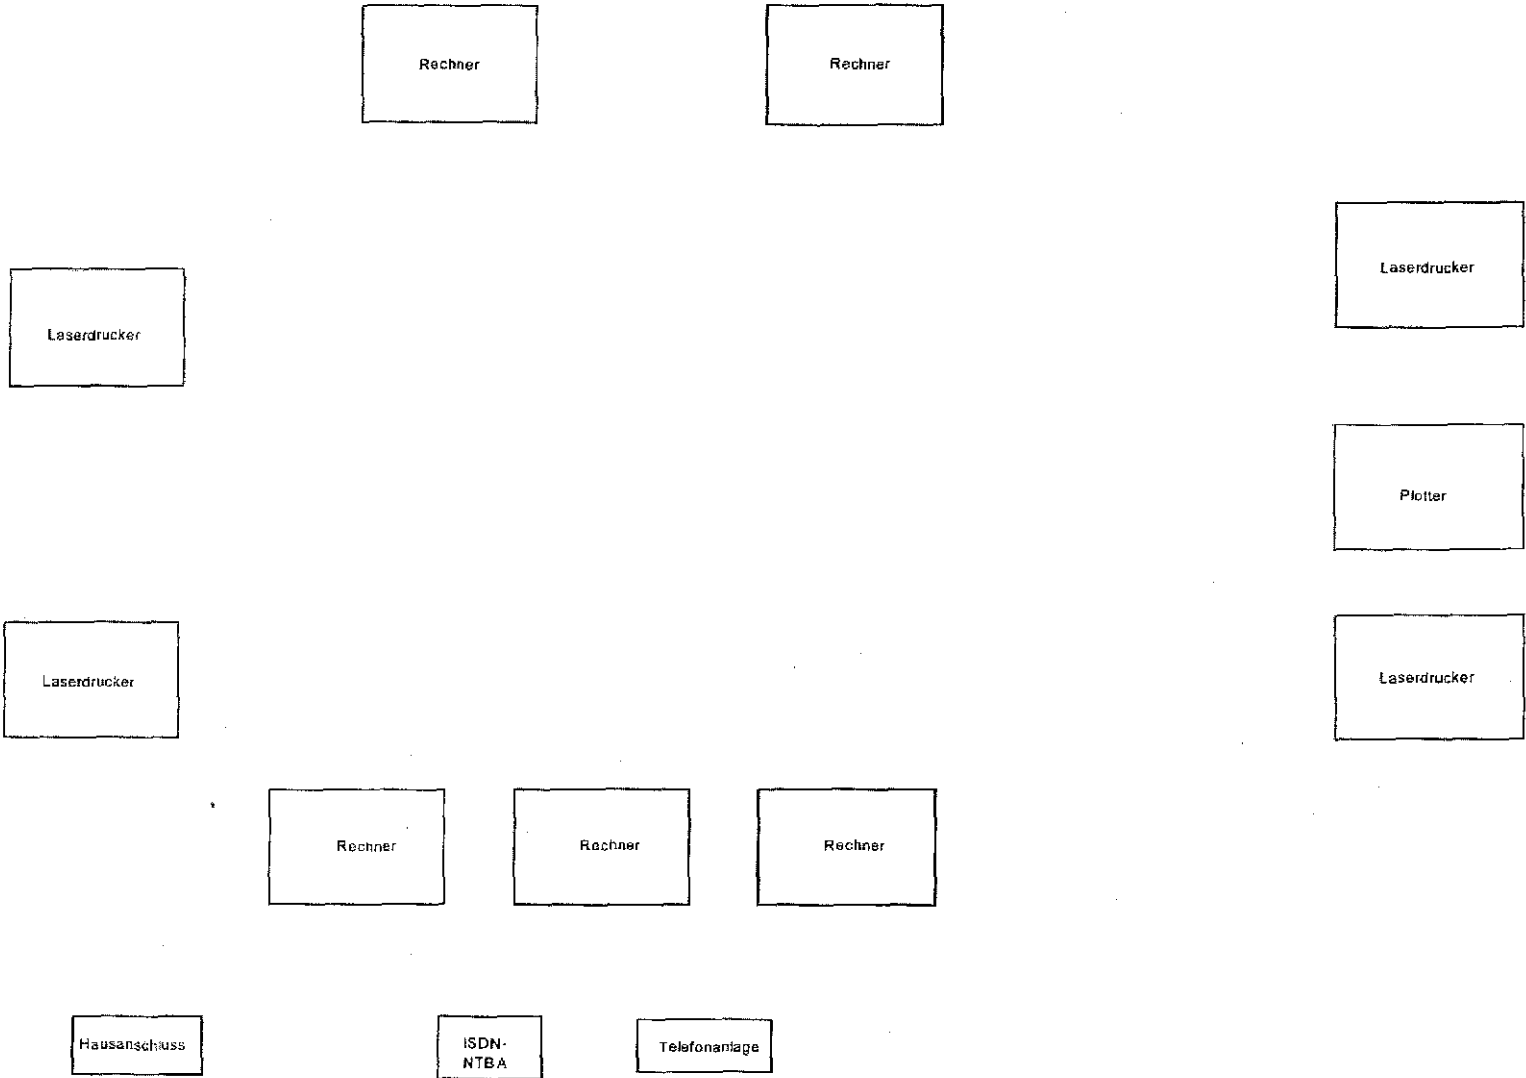 Rechner
Rechner
Laserdrucker
Laserdrucker
Plotter
Laserdrucker
Laserdrucker
Rechner
Rechner
Rechner
Hausanschluss
ISDN-
NTBA
Telefonanlage